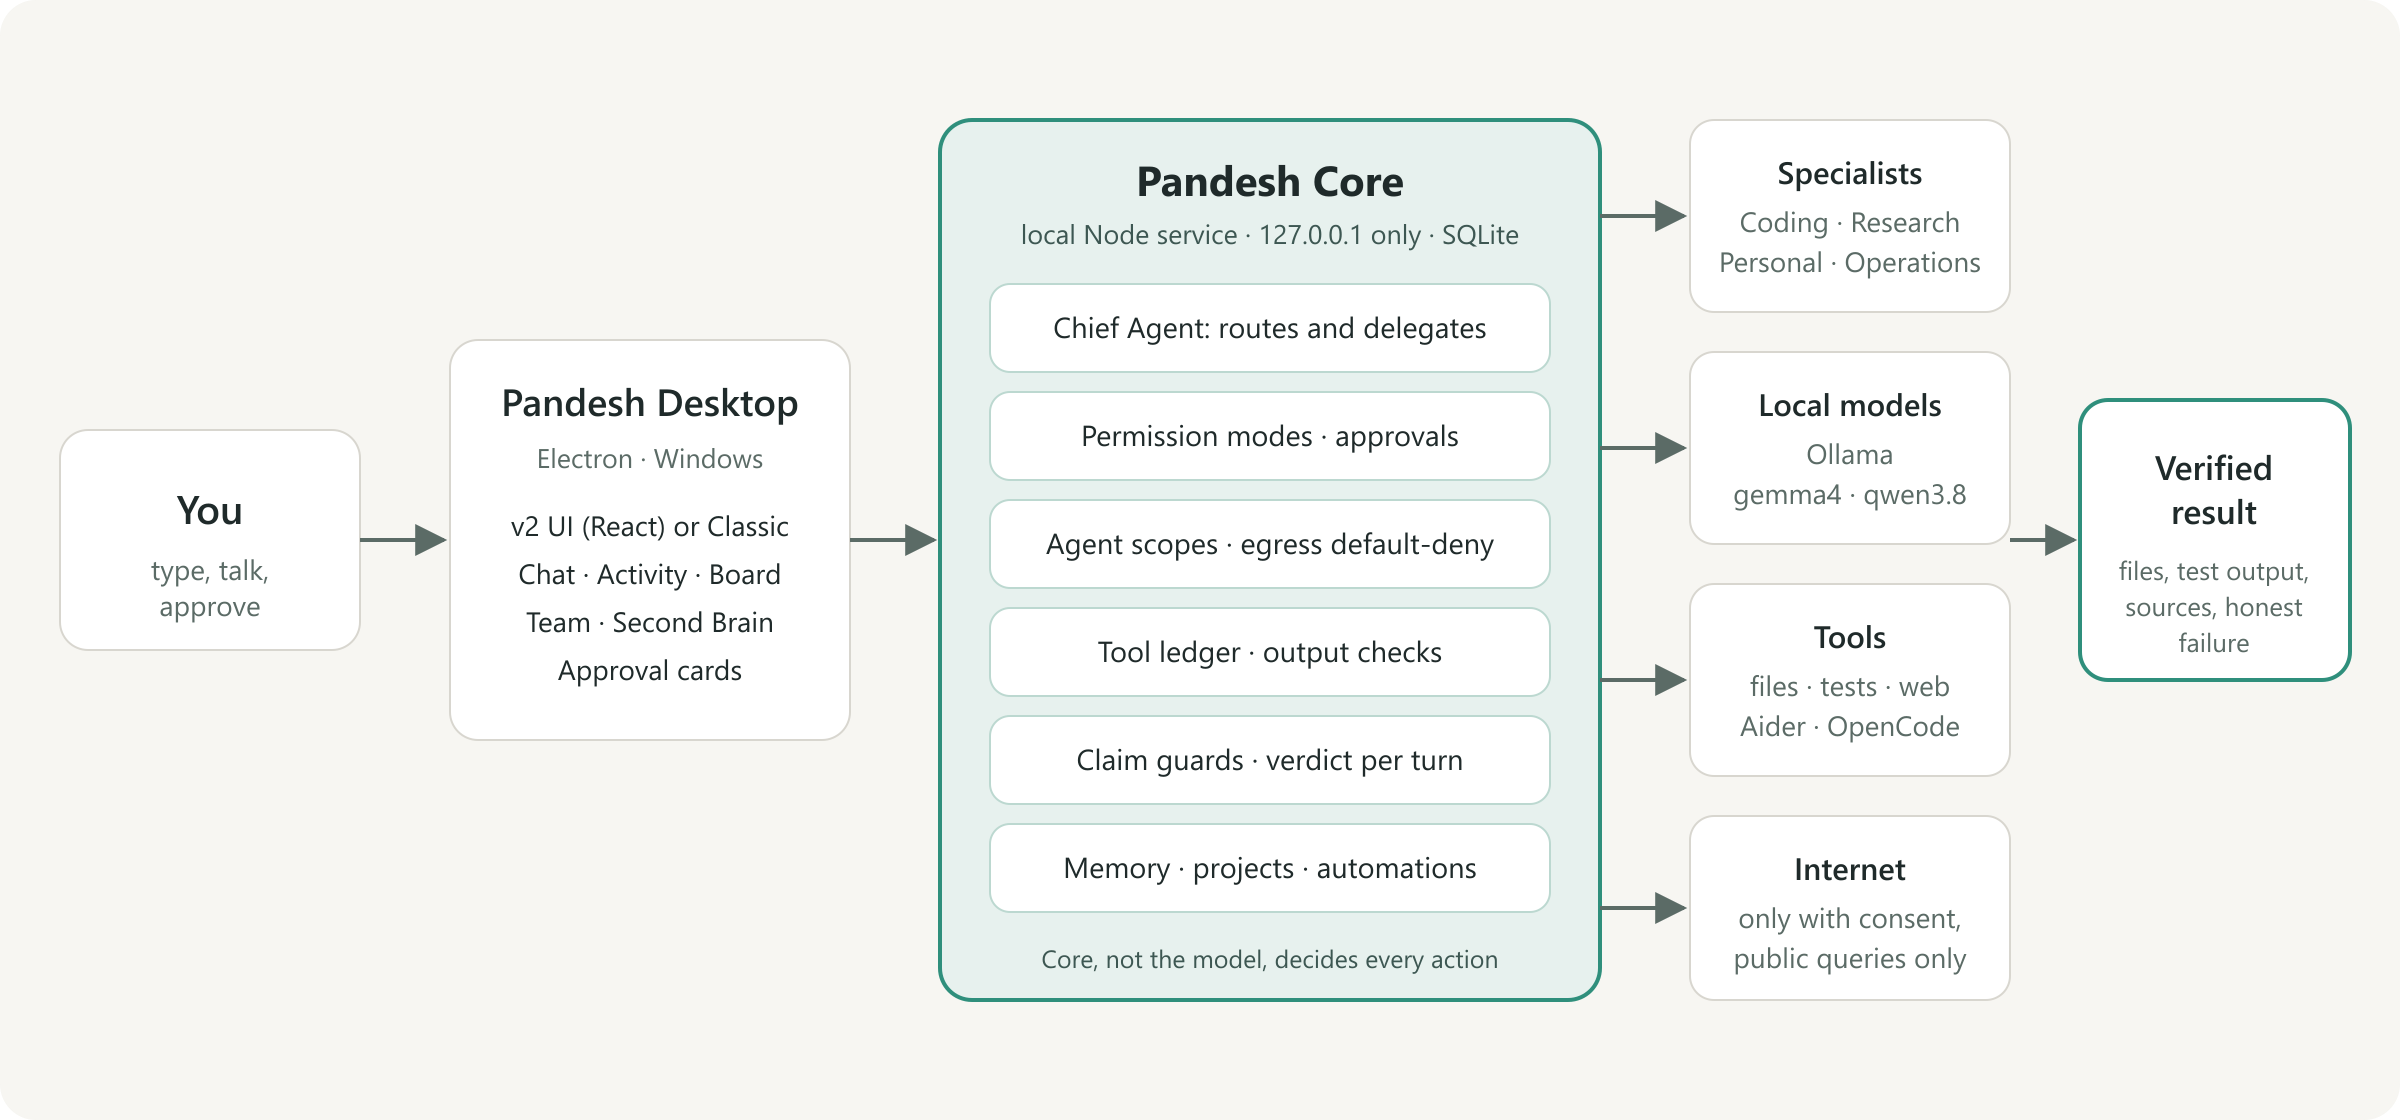 You
type, talk,
approve
Pandesh Desktop
Electron · Windows
v2 UI (React) or Classic
Chat · Activity · Board
Team · Second Brain
Approval cards
Pandesh Core
local Node service · 127.0.0.1 only · SQLite
Chief Agent: routes and delegates
Permission modes · approvals
Agent scopes · egress default-deny
Tool ledger · output checks
Claim guards · verdict per turn
Memory · projects · automations
Core, not the model, decides every action
Specialists
Coding · Research
Personal · Operations
Local models
Ollama
gemma4 · qwen3.8
Tools
files · tests · web
Aider · OpenCode
Internet
only with consent,
public queries only
Verified
result
files, test output,
sources, honest
failure